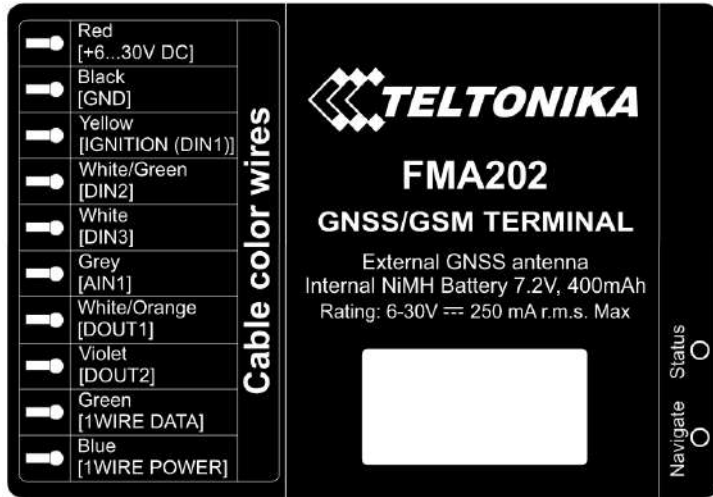 Red
[+6...30V DC]
Black
[GND]
Yellow
[IGNITION (DIN1)]
White/Green
[DIN2]
White
[DIN3]
Grey
[AIN1]
White/Orange
[DOUT1]
Violet
[DOUT2]
Green
[1WIRE DATA]
Blue
[1WIRE POWER]
Cable color wires
TELTONIKA
FMA202
GNSS/GSM TERMINAL
External GNSS antenna
Internal NiMH Battery 7.2V, 400mAh
Rating: 6-30V ⎓ 250 mA r.m.s. Max
Status
Navigate